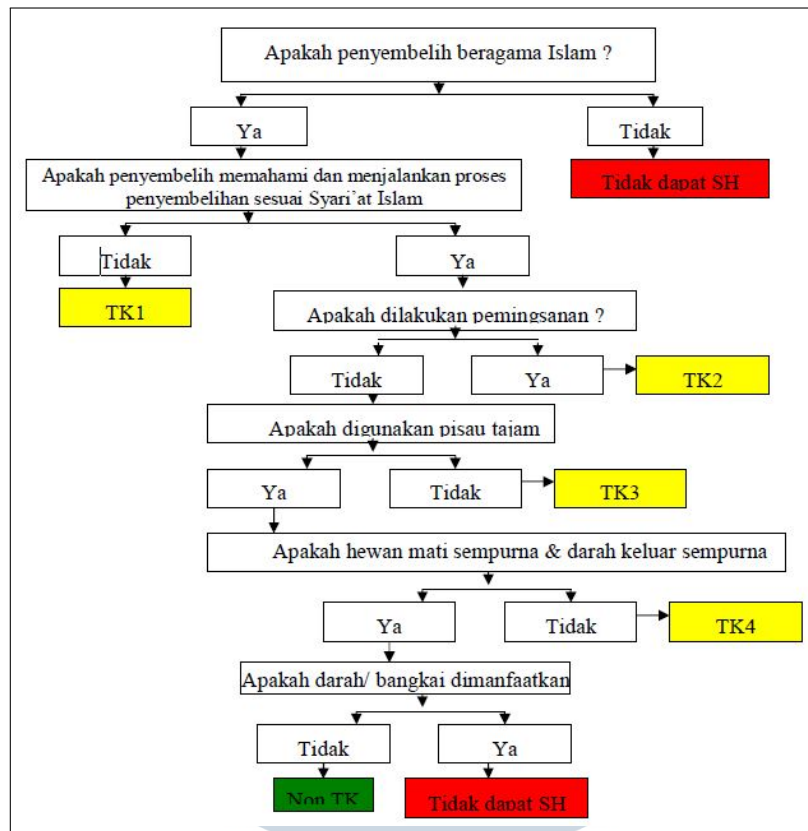 Apakah penyembelih beragama Islam ?
Ya
Tidak
Apakah penyembelih memahami dan menjalankan proses
penyembelihan sesuai Syari’at Islam
Tidak dapat SH
Tidak
Ya
TK1
Apakah dilakukan pemingsanan ?
Tidak
Ya
TK2
Apakah digunakan pisau tajam
Ya
Tidak
TK3
Apakah hewan mati sempurna & darah keluar sempurna
Ya
Tidak
TK4
Apakah darah/ bangkai dimanfaatkan
Tidak
Ya
Non TK
Tidak dapat SH